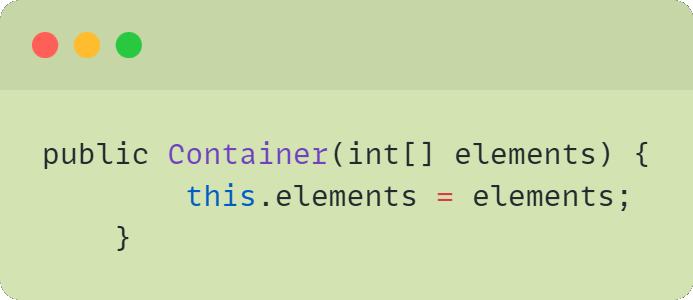 public Container(int[] elements) {
        this.elements = elements;
    }